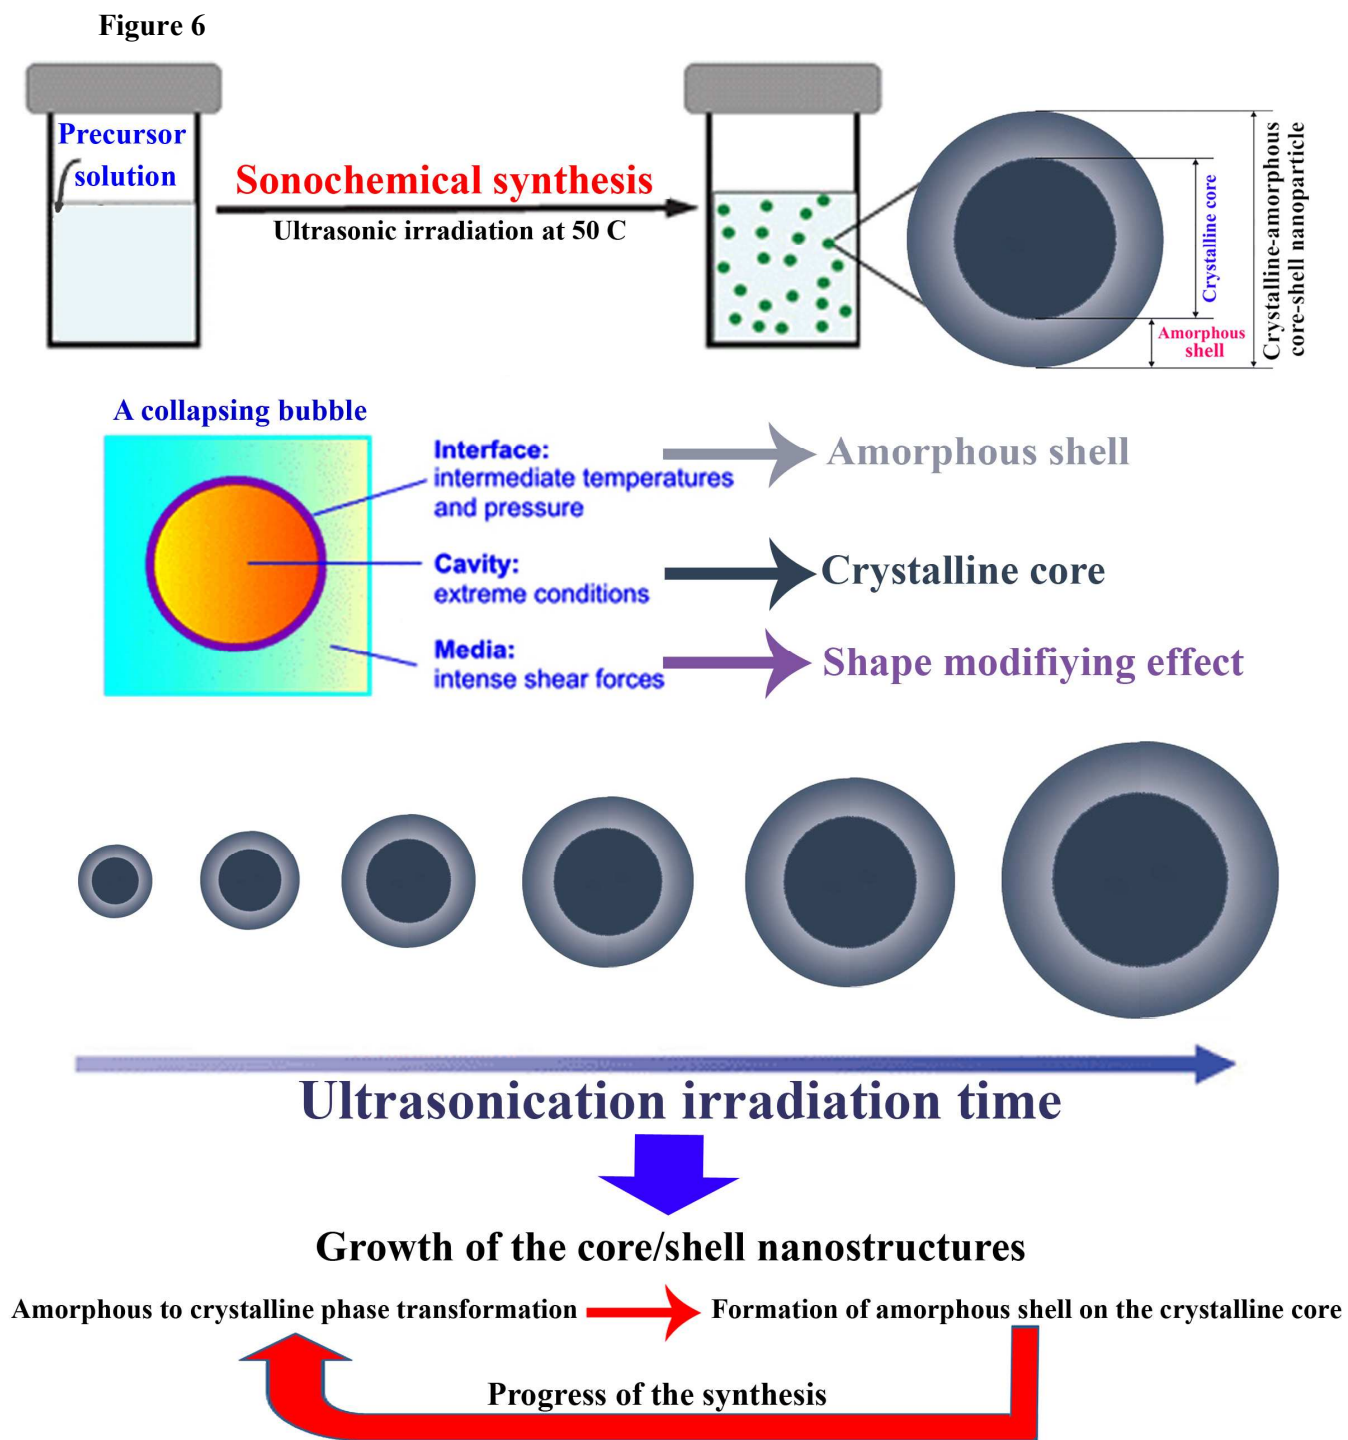 Figure 6
Precursor
solution
Sonochemical synthesis
Ultrasonic irradiation at 50 C
Crystalline core
Amorphous
shell
Crystalline-amorphous
core-shell nanoparticle
A collapsing bubble
Interface:
intermediate temperatures
and pressure
Amorphous shell
Cavity:
extreme conditions
Crystalline core
Media:
intense shear forces
Shape modifiying effect
Ultrasonication irradiation time
Growth of the core/shell nanostructures
Amorphous to crystalline phase transformation
Formation of amorphous shell on the crystalline core
Progress of the synthesis